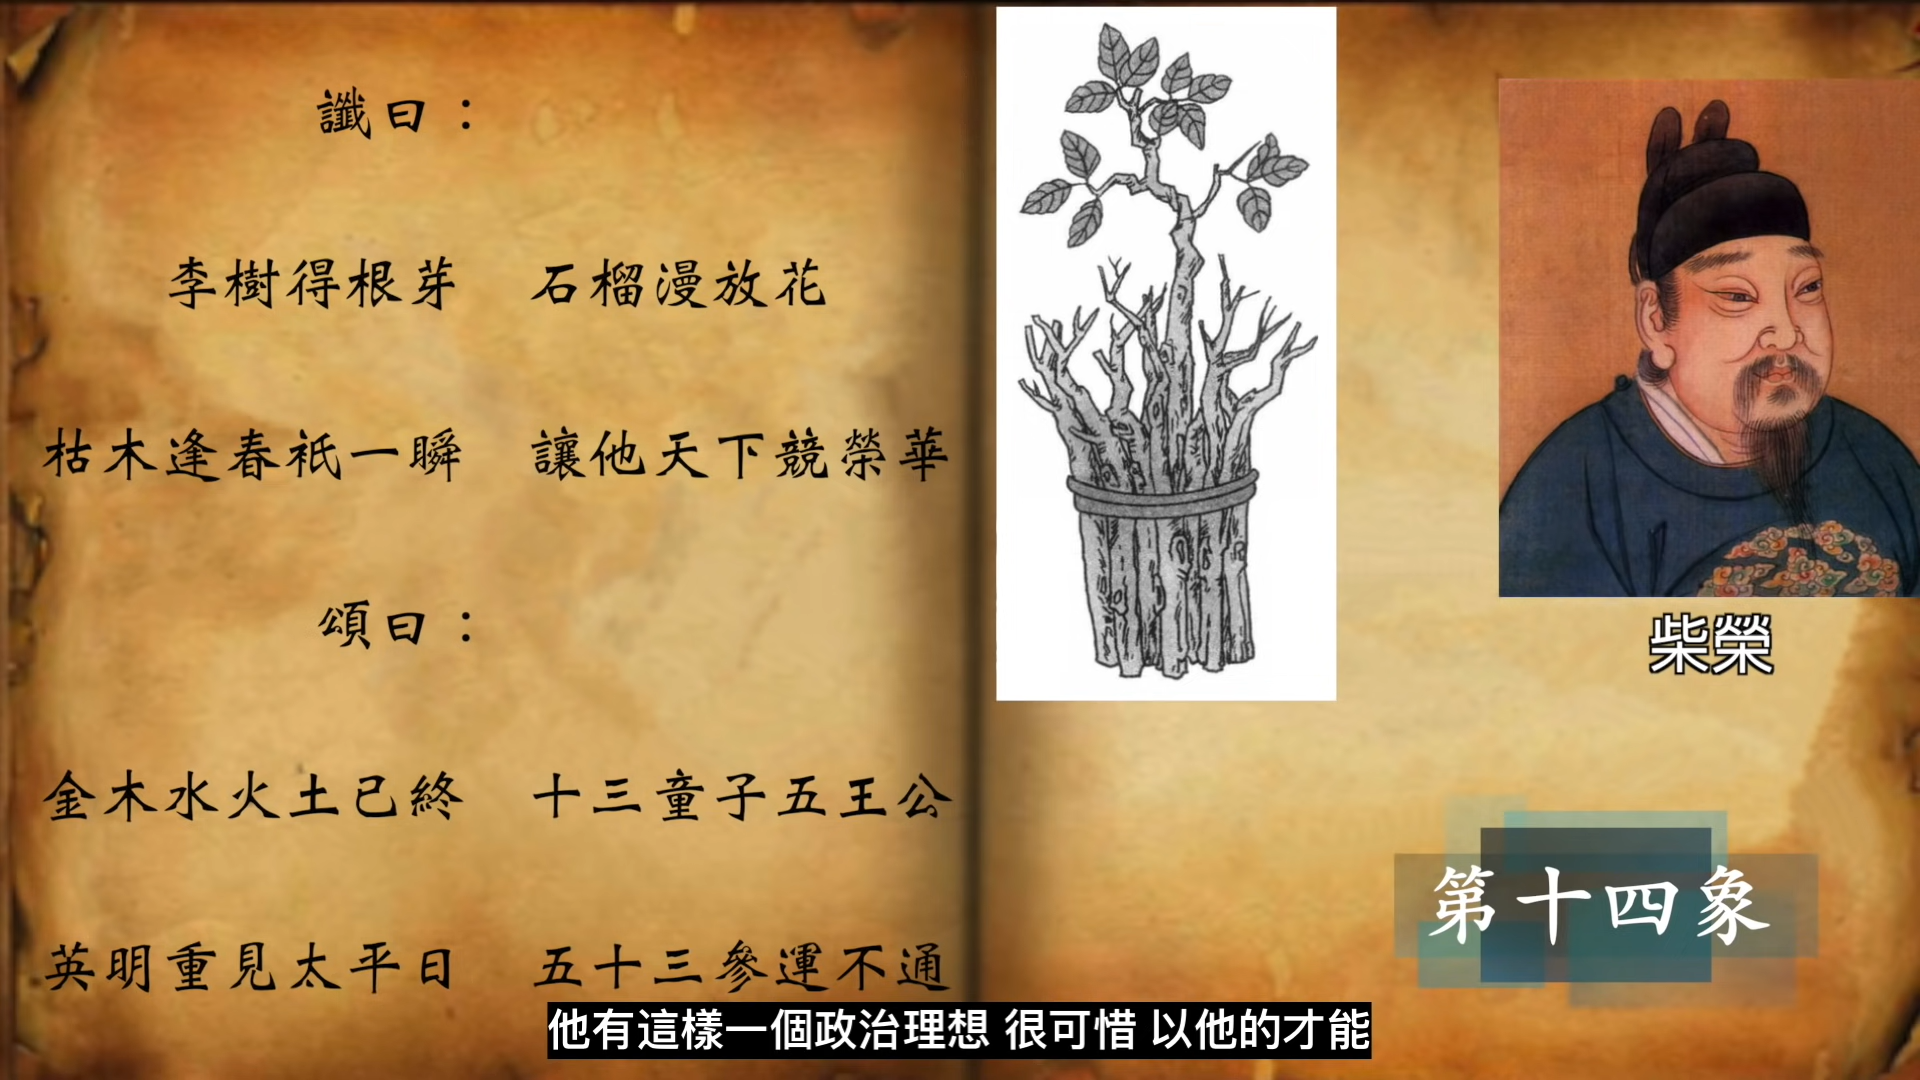 讖曰：
李樹得根芽　石榴漫放花
枯木逢春祇一瞬　讓他天下競榮華
頌曰：
金木水火土已終　十三童子五王公
英明重見太平日　五十三參運不通
柴榮
第十四象
他有這樣一個政治理想 很可惜 以他的才能